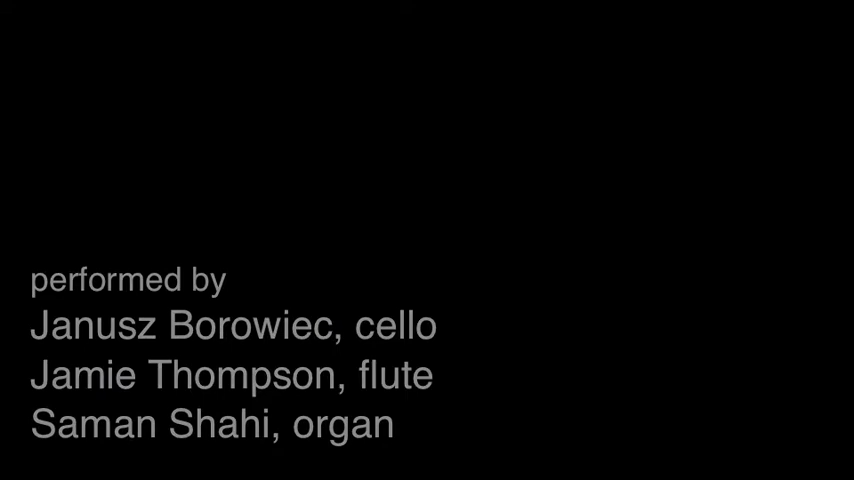 performed by
Janusz Borowiec, cello
Jamie Thompson, flute
Saman Shahi, organ